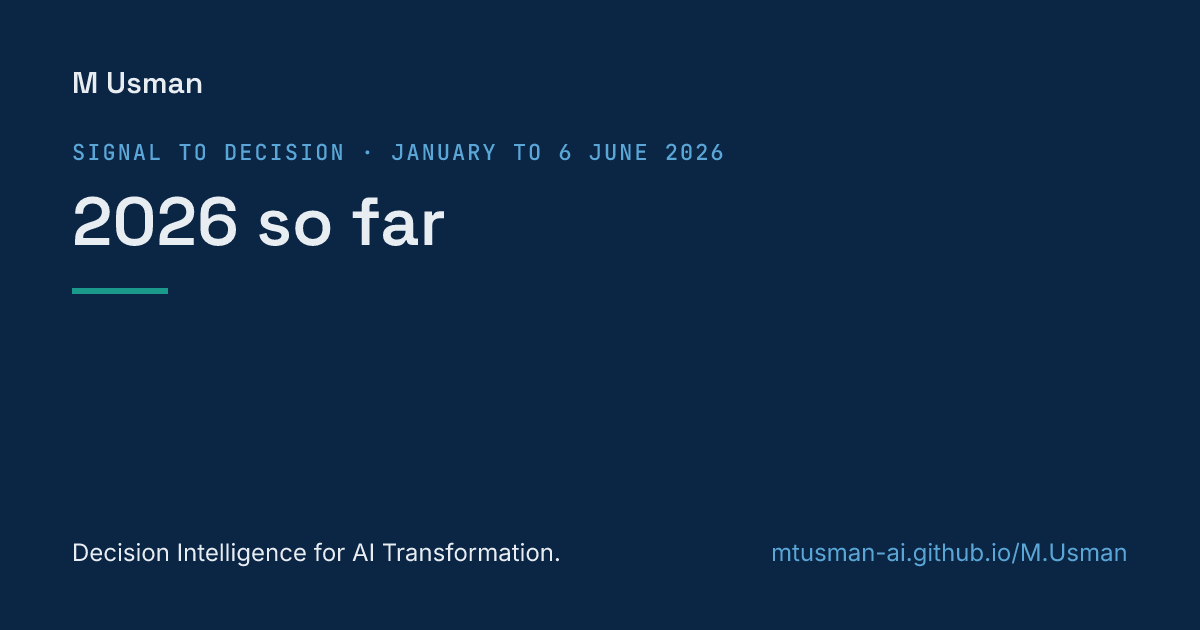 M Usman
SIGNAL TO DECISION · JANUARY TO 6 JUNE 2026
2026 so far
Decision Intelligence for AI Transformation.
mtusman-ai.github.io/M.Usman